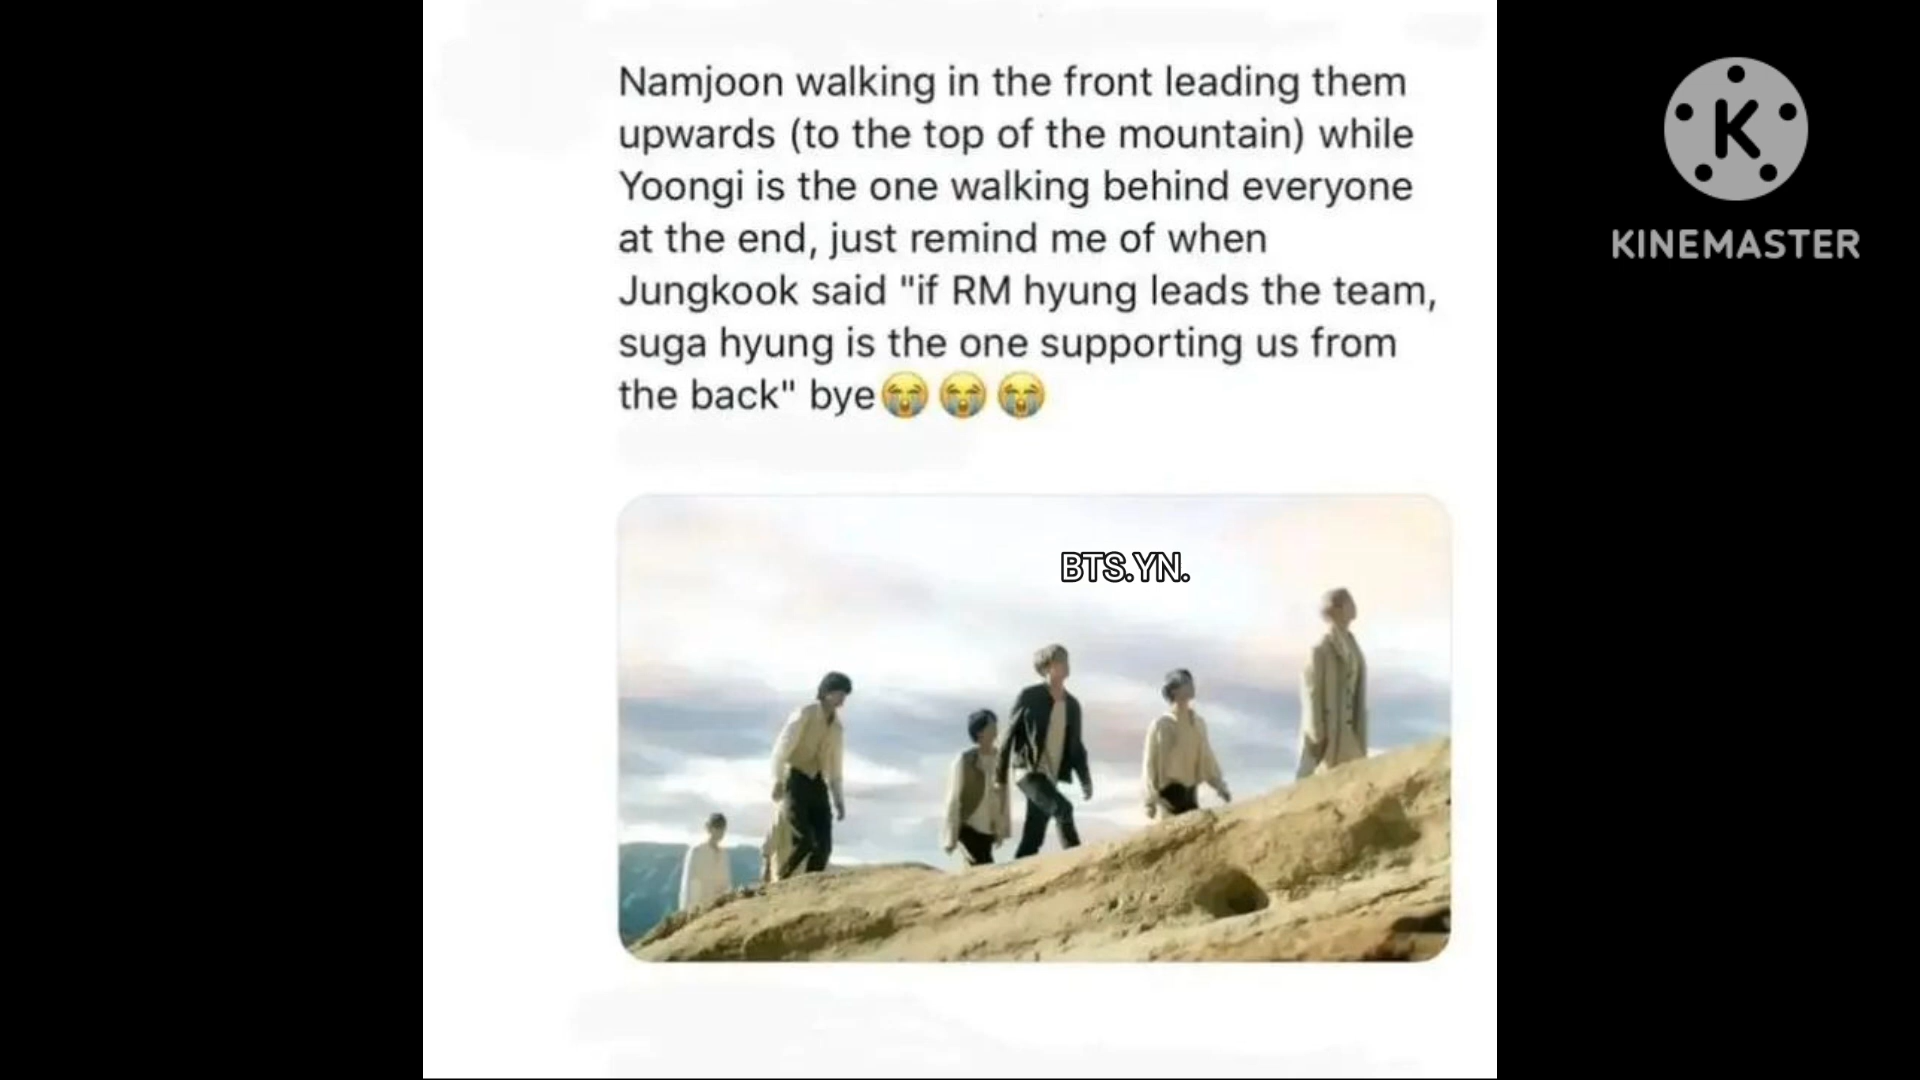 Namjoon walking in the front leading them
upwards (to the top of the mountain) while
Yoongi is the one walking behind everyone
at the end, just remind me of when
Jungkook said "if RM hyung leads the team,
suga hyung is the one supporting us from
the back" bye😭😭😭
BTS.YN.
K
KINEMASTER